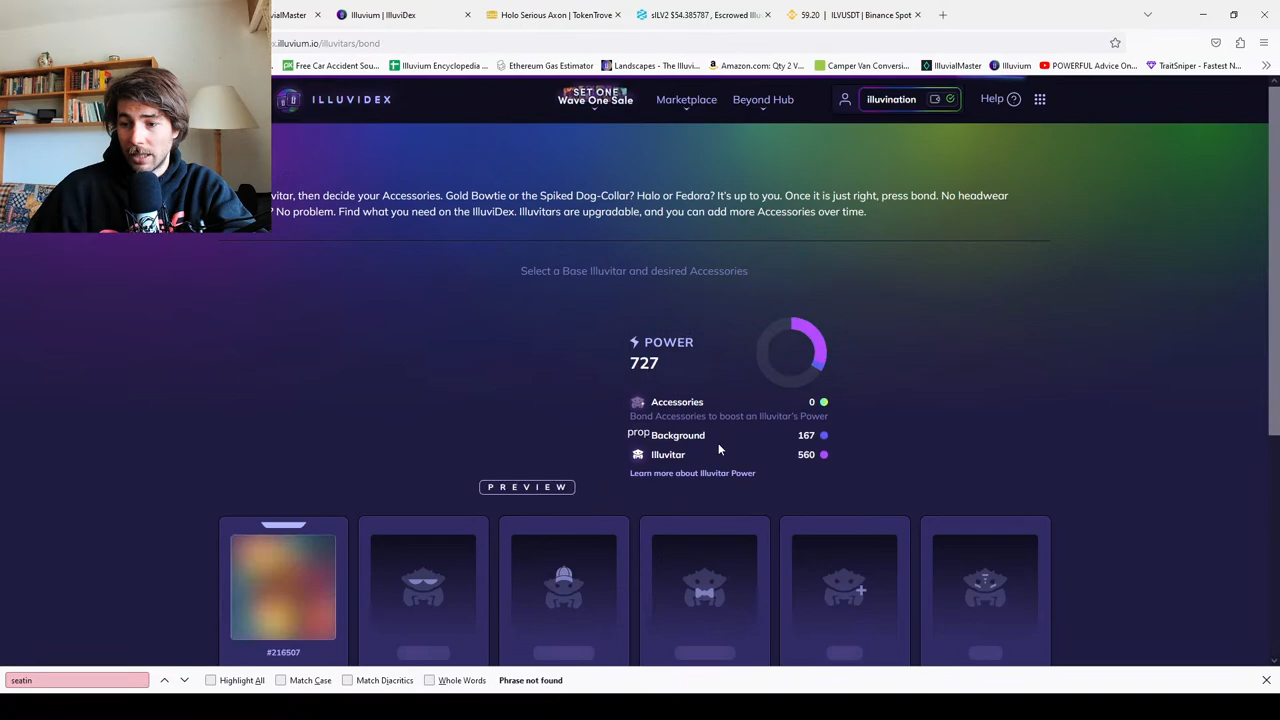 vialMaster
Illuvium | IlluviDex
Holo Serious Axon | TokenTrove
sILV2 $54.385787 , Escrowed Illu
59.20 | ILVUSDT | Binance Spot
.illuvium.io/illuvitars/bond
Free Car Accident Sou...
Illuvium Encyclopedia ...
Ethereum Gas Estimator
Landscapes - The Illuvi...
Amazon.com: Qty 2 V...
Camper Van Conversi...
IlluvialMaster
Illuvium
POWERFUL Advice On...
TraitSniper - Fastest N...
ILLUVIDEX
SET ONE
Wave One Sale
Marketplace
Beyond Hub
illuvination
Help
vitar, then decide your Accessories. Gold Bowtie or the Spiked Dog-Collar? Halo or Fedora? It's up to you. Once it is just right, press bond. No headwear
? No problem. Find what you need on the IlluviDex. Illuvitars are upgradable, and you can add more Accessories over time.
Select a Base Illuvitar and desired Accessories
POWER
727
Accessories 0
Bond Accessories to boost an Illuvitar's Power
prop Background 167
Illuvitar 560
Learn more about Illuvitar Power
PREVIEW
#216507
seatin
Highlight All
Match Case
Match Diacritics
Whole Words
Phrase not found